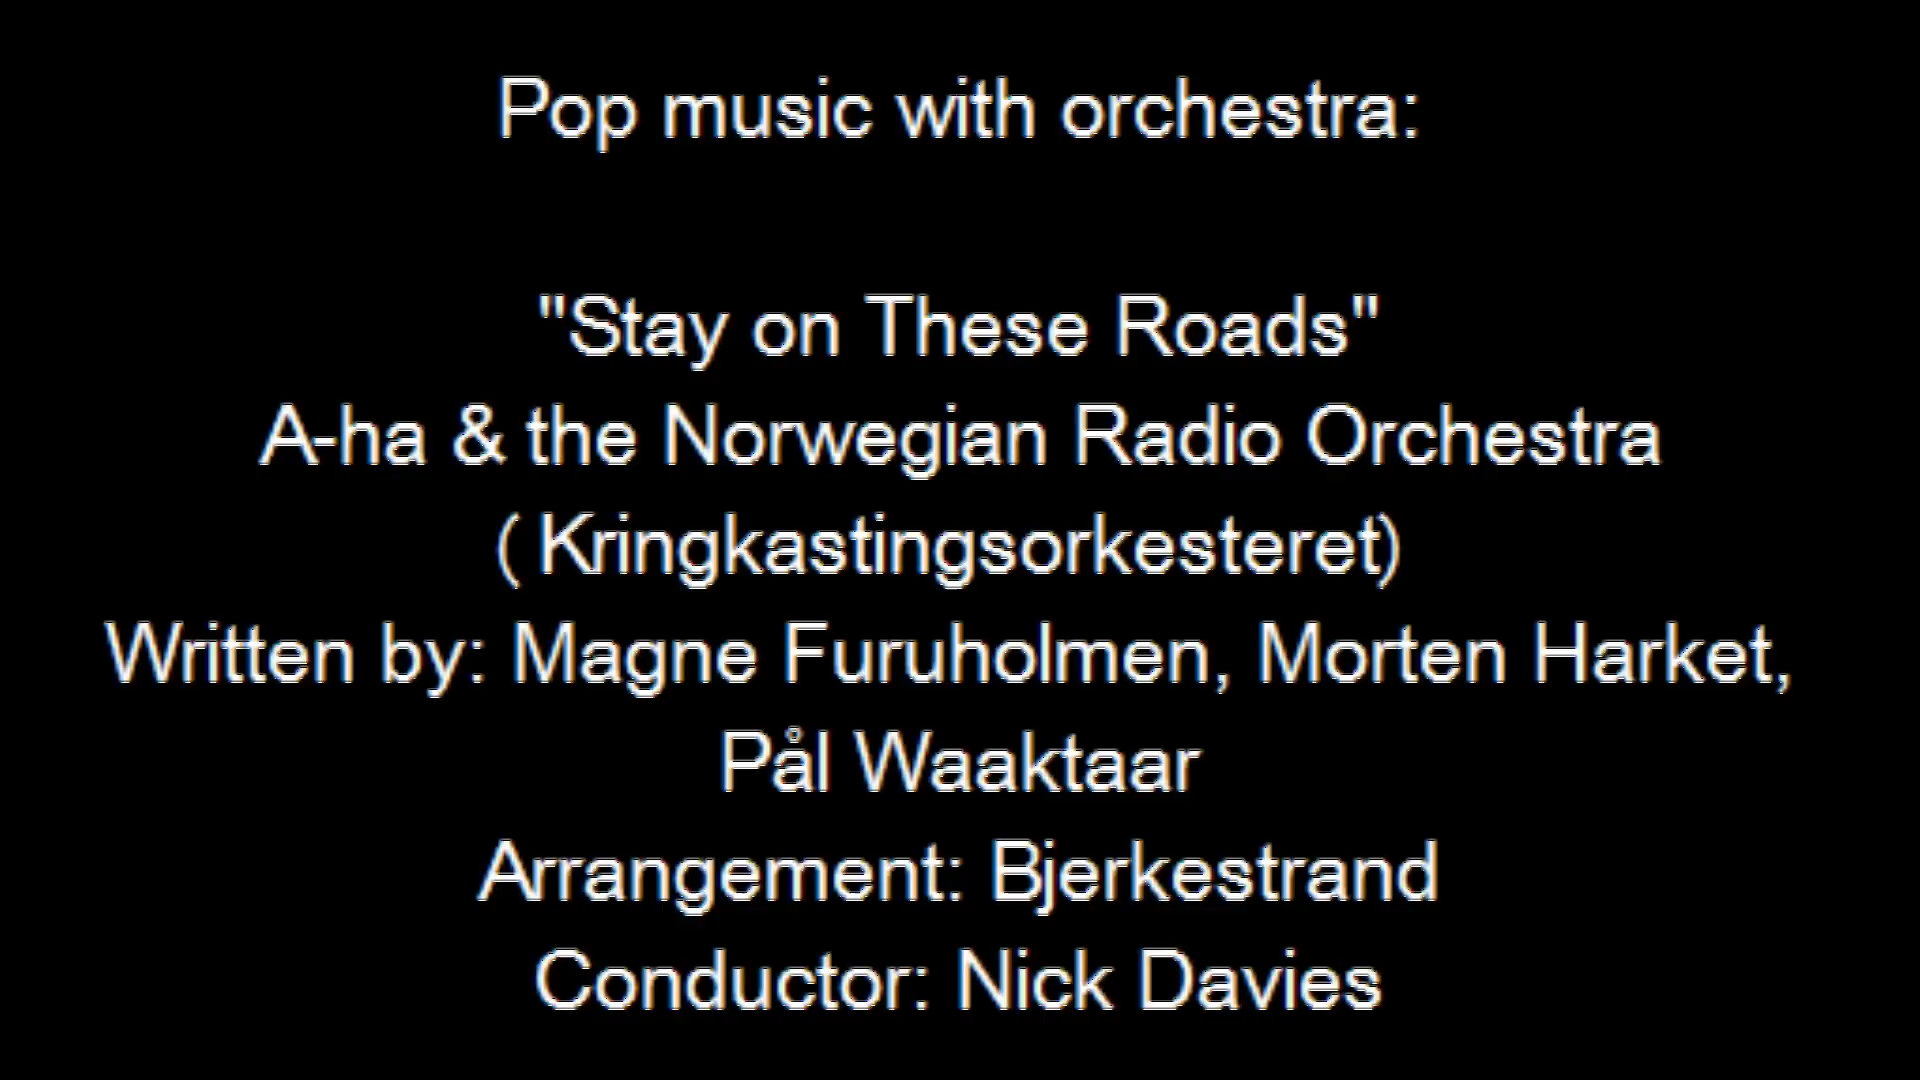 Pop music with orchestra:
"Stay on These Roads"
A-ha & the Norwegian Radio Orchestra
( Kringkastingsorkesteret)
Written by: Magne Furuholmen, Morten Harket,
Pål Waaktaar
Arrangement: Bjerkestrand
Conductor: Nick Davies